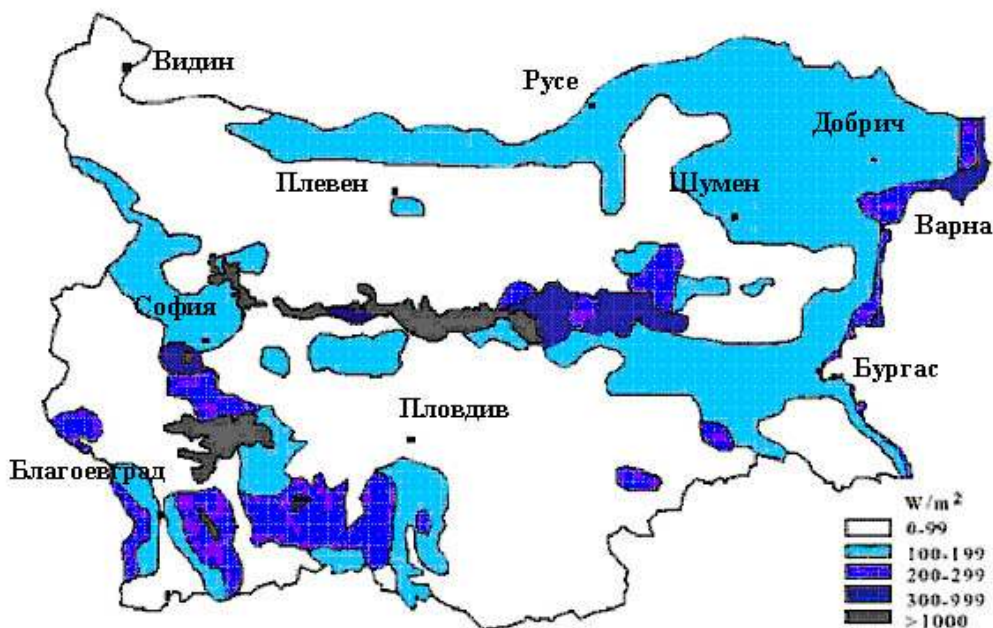 Видин
Русе
Добрич
Плевен
Шумен
Варна
София
Бургас
Пловдив
Благоевград
W/m²
0-99
100-199
200-299
300-999
>1000